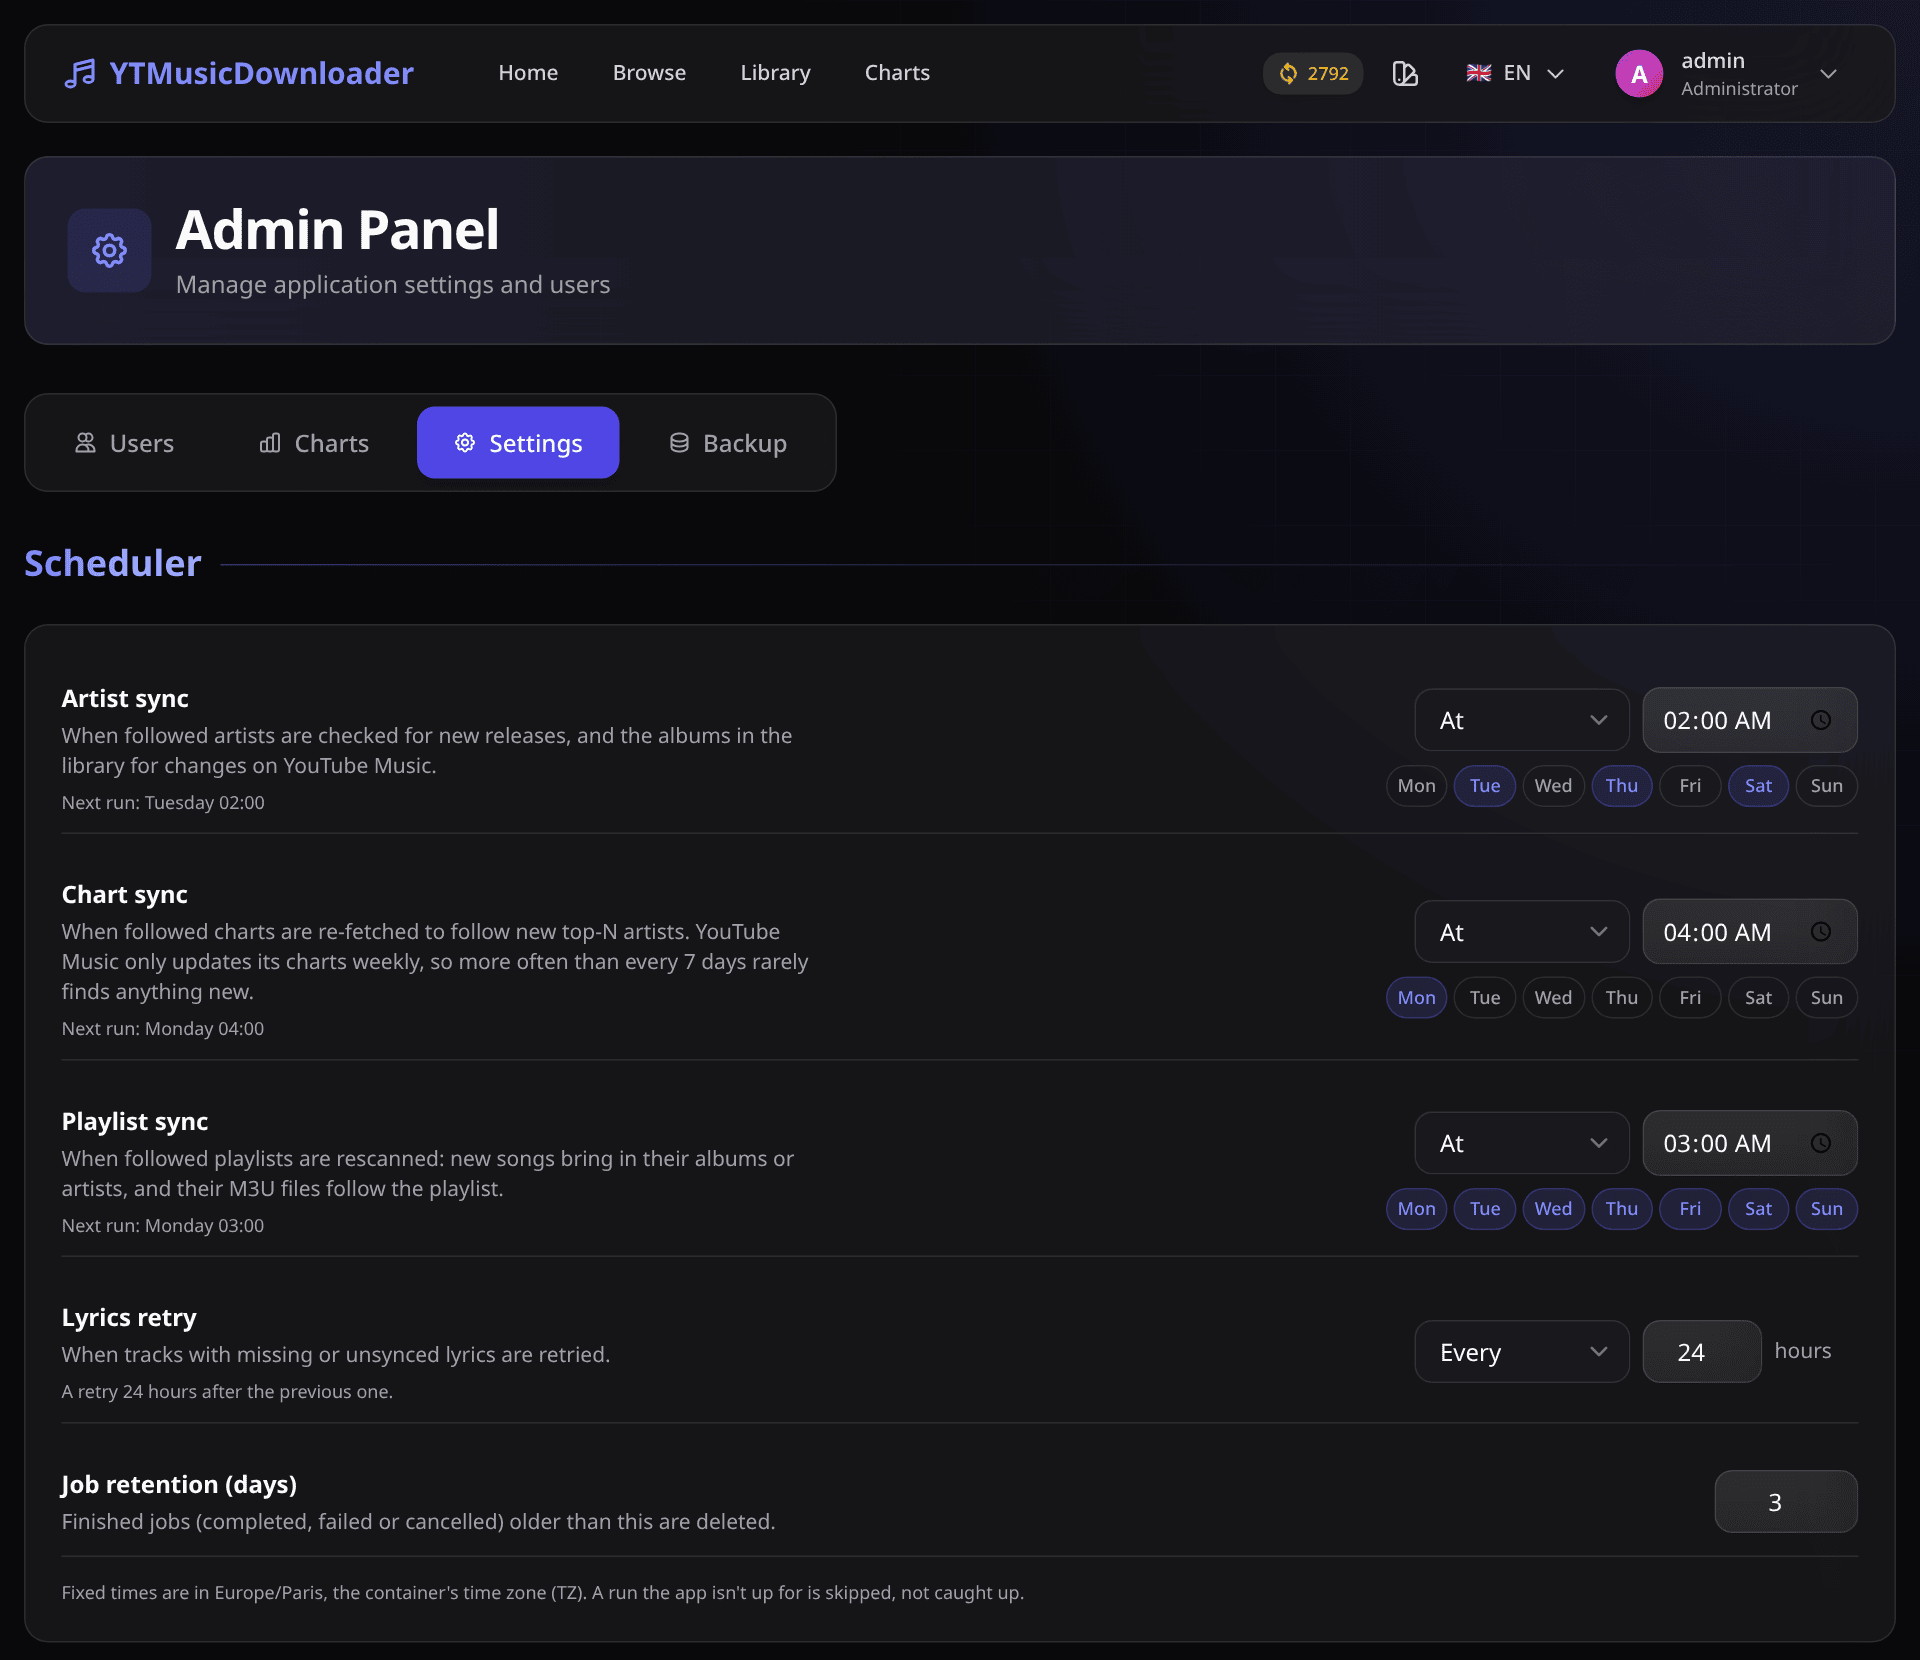 YTMusicDownloader
Home
Browse
Library
Charts
2792
EN
A
admin
Administrator
Admin Panel
Manage application settings and users
Users
Charts
Settings
Backup
Scheduler
Artist sync
When followed artists are checked for new releases, and the albums in the
library for changes on YouTube Music.
Next run: Tuesday 02:00
At
02:00 AM
Mon
Tue
Wed
Thu
Fri
Sat
Sun
Chart sync
When followed charts are re-fetched to follow new top-N artists. YouTube
Music only updates its charts weekly, so more often than every 7 days rarely
finds anything new.
Next run: Monday 04:00
At
04:00 AM
Mon
Tue
Wed
Thu
Fri
Sat
Sun
Playlist sync
When followed playlists are rescanned: new songs bring in their albums or
artists, and their M3U files follow the playlist.
Next run: Monday 03:00
At
03:00 AM
Mon
Tue
Wed
Thu
Fri
Sat
Sun
Lyrics retry
When tracks with missing or unsynced lyrics are retried.
A retry 24 hours after the previous one.
Every
24
hours
Job retention (days)
Finished jobs (completed, failed or cancelled) older than this are deleted.
3
Fixed times are in Europe/Paris, the container's time zone (TZ). A run the app isn't up for is skipped, not caught up.